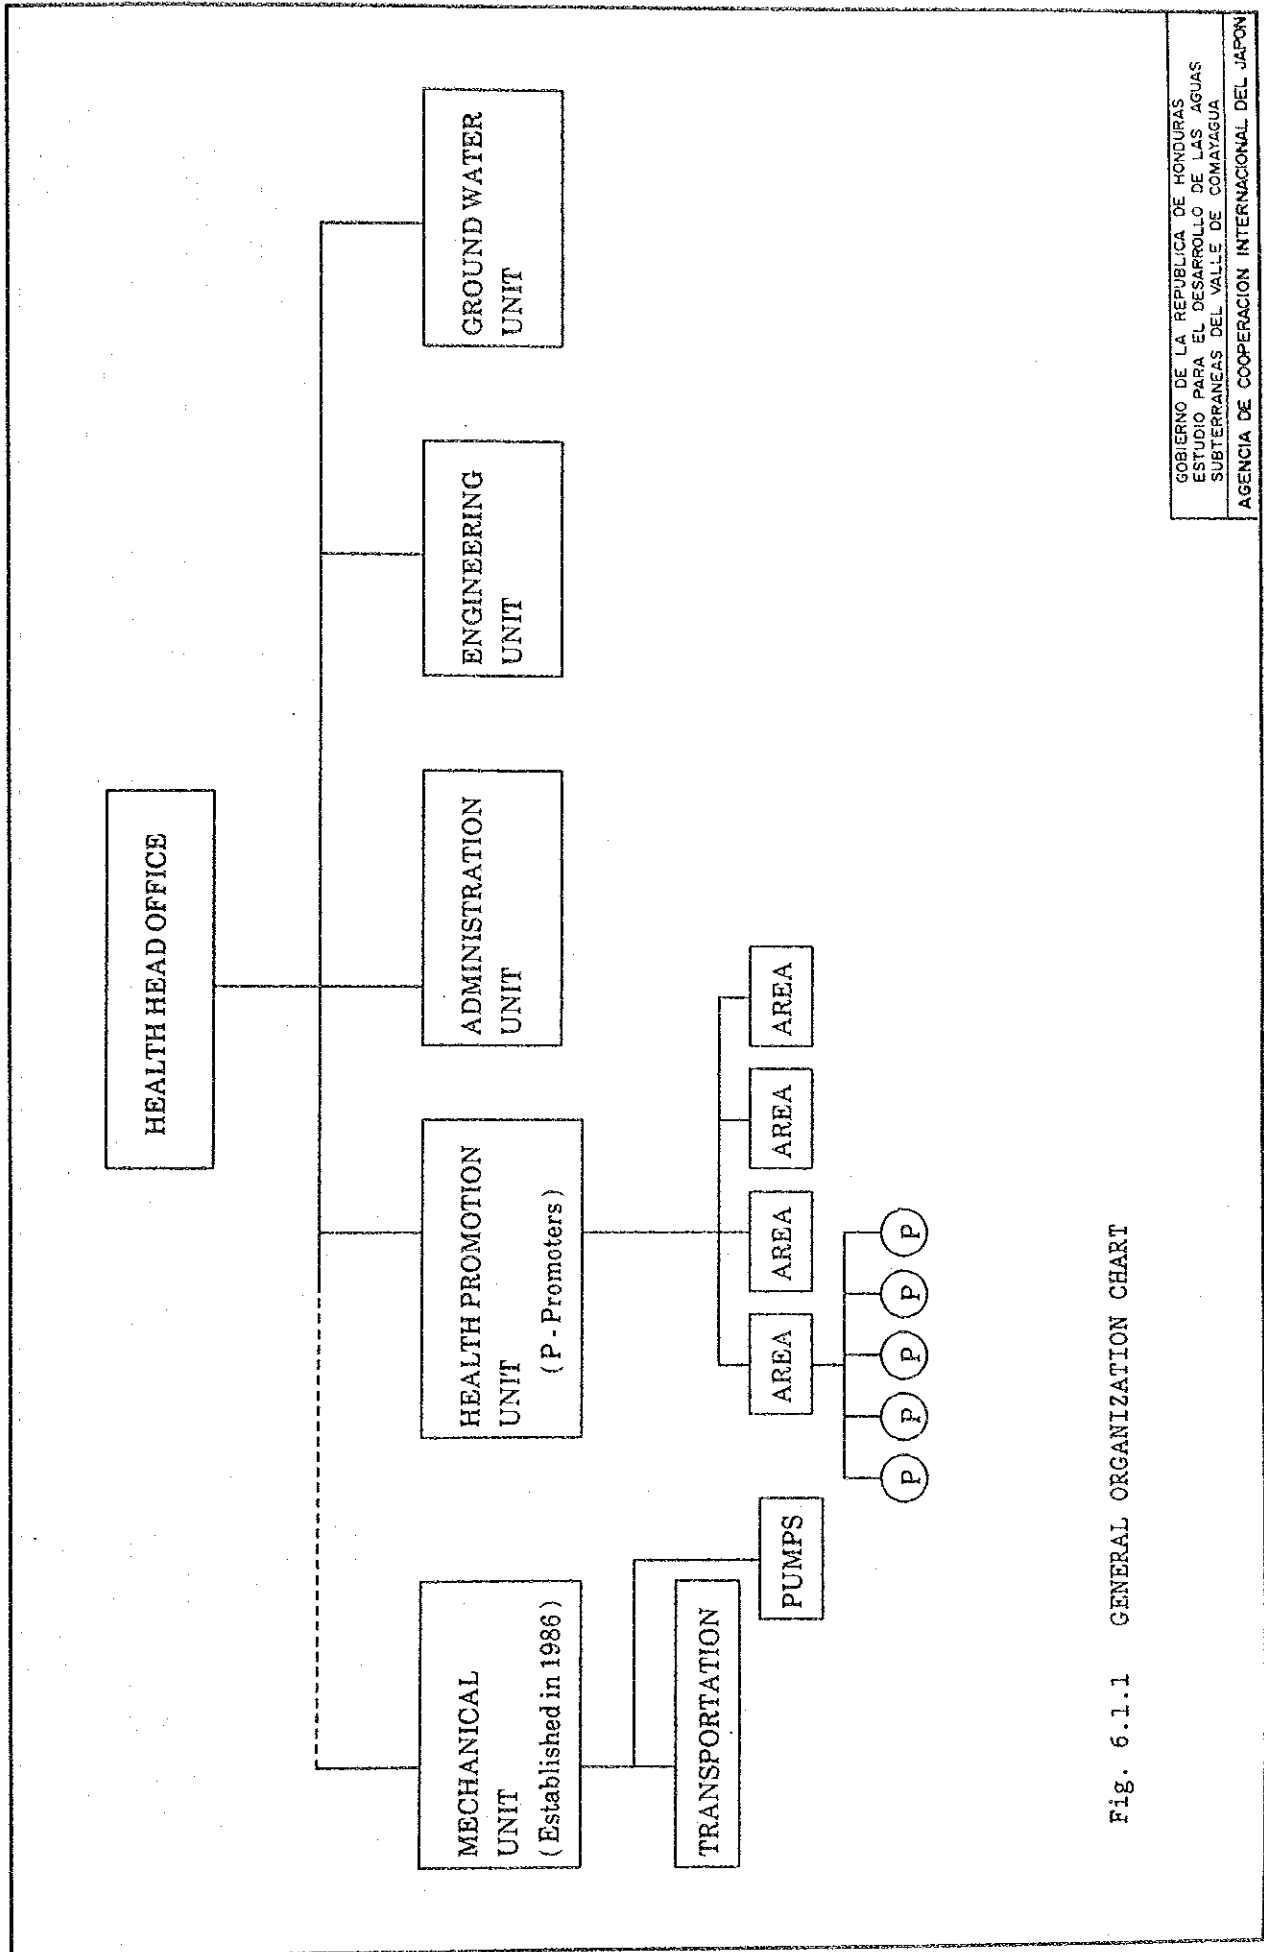 HEALTH HEAD OFFICE
MECHANICAL
UNIT
(Established in 1986)
HEALTH PROMOTION
UNIT
(P - Promoters)
ADMINISTRATION
UNIT
ENGINEERING
UNIT
GROUND WATER
UNIT
TRANSPORTATION
PUMPS
AREA
AREA
AREA
AREA
P
P
P
P
P
Fig. 6.1.1 GENERAL ORGANIZATION CHART
GOBIERNO DE LA REPUBLICA DE HONDURAS
ESTUDIO PARA EL DESARROLLO DE LAS AGUAS
SUBTERRANEAS DEL VALLE DE COMAYAGUA
AGENCIA DE COOPERACION INTERNACIONAL DEL JAPON